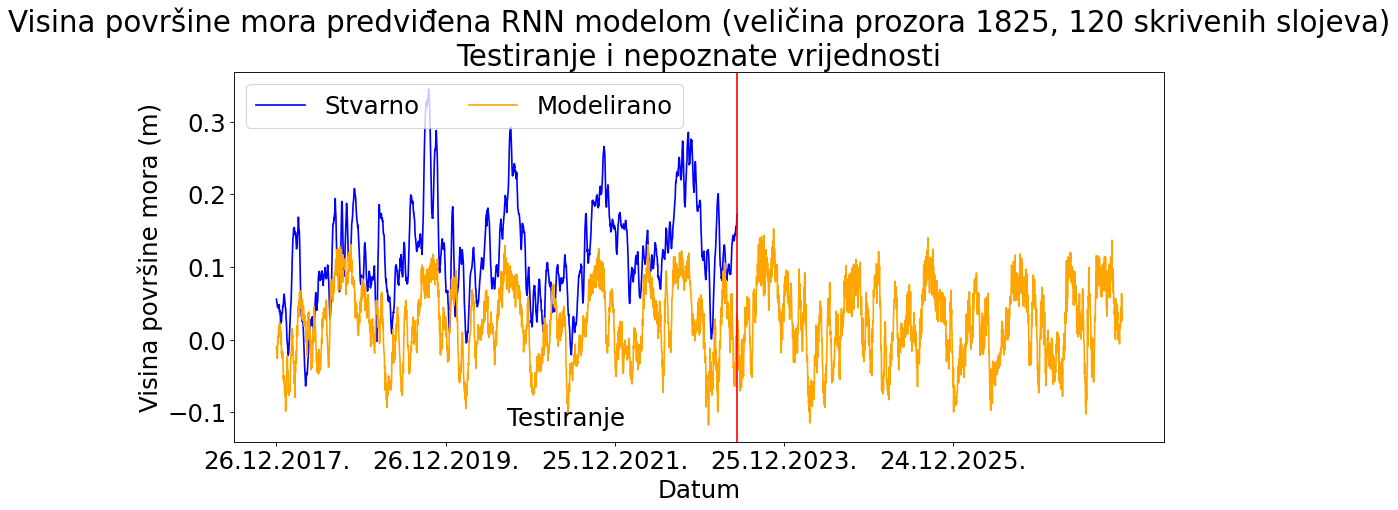 Visina površine mora predviđena RNN modelom (veličina prozora 1825, 120 skrivenih slojeva)
Testiranje i nepoznate vrijednosti
Stvarno Modelirano
Visina površine mora (m)
0.3
0.2
0.1
0.0
−0.1
Testiranje
26.12.2017. 26.12.2019. 25.12.2021. 25.12.2023. 24.12.2025.
Datum